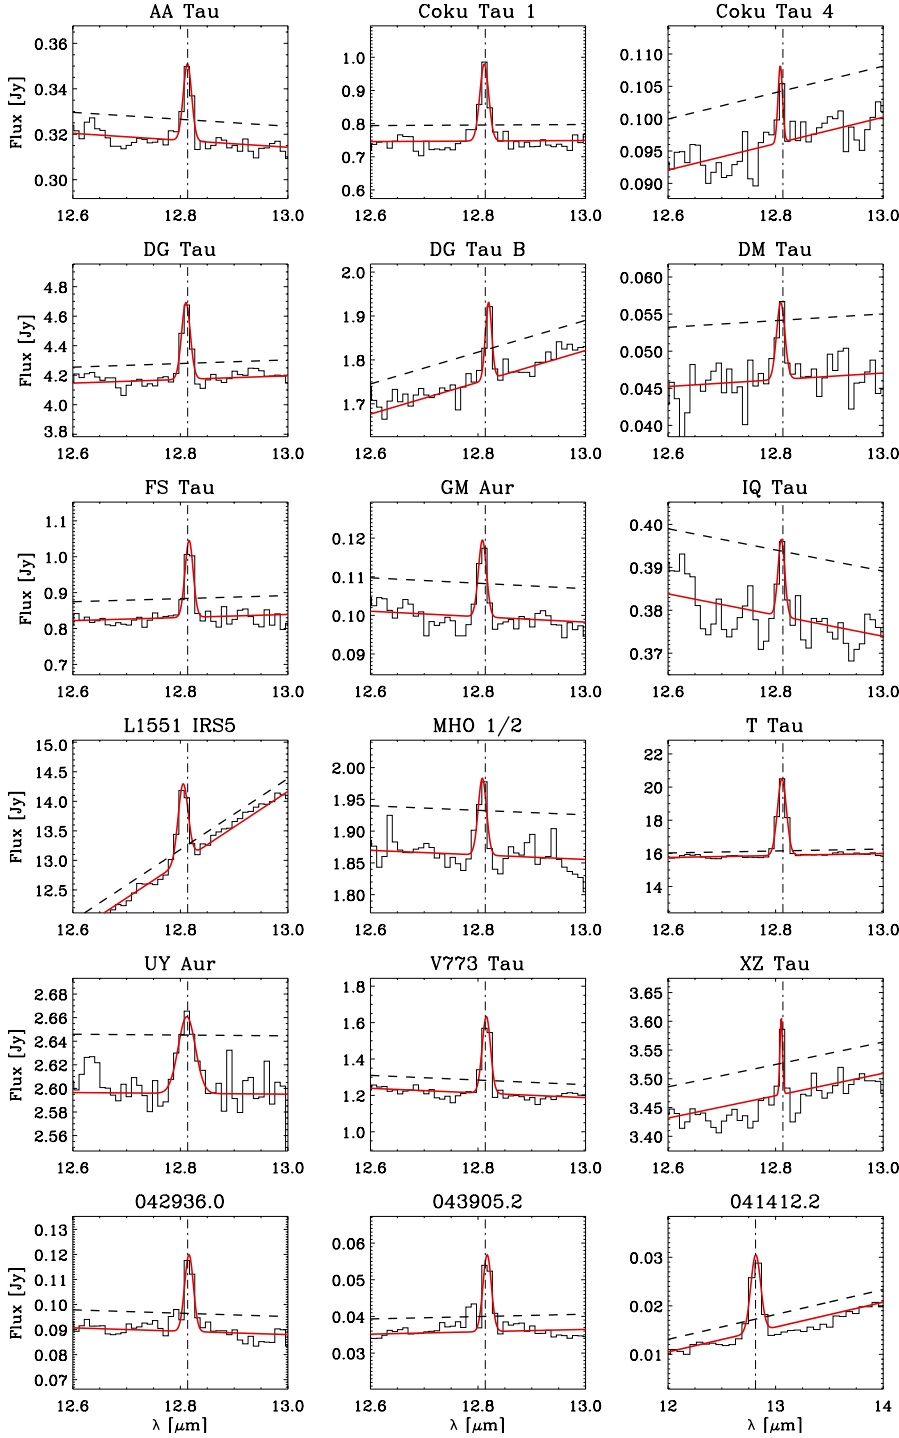 AA Tau Coku Tau 1 Coku Tau 4
Flux [Jy]
0.36 0.34 0.32 0.30
1.0 0.9 0.8 0.7 0.6
0.110 0.105 0.100 0.095 0.090
12.6 12.8 13.0 12.6 12.8 13.0 12.6 12.8 13.0
DG Tau DG Tau B DM Tau
Flux [Jy]
4.8 4.6 4.4 4.2 4.0 3.8
2.0 1.9 1.8 1.7
0.060 0.055 0.050 0.045 0.040
12.6 12.8 13.0 12.6 12.8 13.0 12.6 12.8 13.0
FS Tau GM Aur IQ Tau
Flux [Jy]
1.1 1.0 0.9 0.8 0.7
0.12 0.11 0.10 0.09
0.40 0.39 0.38 0.37
12.6 12.8 13.0 12.6 12.8 13.0 12.6 12.8 13.0
L1551 IRS5 MHO 1/2 T Tau
Flux [Jy]
15.0 14.5 14.0 13.5 13.0 12.5
2.00 1.95 1.90 1.85 1.80
22 20 18 16 14
12.6 12.8 13.0 12.6 12.8 13.0 12.6 12.8 13.0
UY Aur V773 Tau XZ Tau
Flux [Jy]
2.68 2.66 2.64 2.62 2.60 2.58 2.56
1.8 1.6 1.4 1.2 1.0
3.65 3.60 3.55 3.50 3.45 3.40
12.6 12.8 13.0 12.6 12.8 13.0 12.6 12.8 13.0
042936.0 043905.2 041412.2
Flux [Jy]
0.13 0.12 0.11 0.10 0.09 0.08 0.07
0.06 0.05 0.04 0.03
0.03 0.02 0.01
12.6 12.8 13.0 12.6 12.8 13.0 12 13 14
λ [μm] λ [μm] λ [μm]